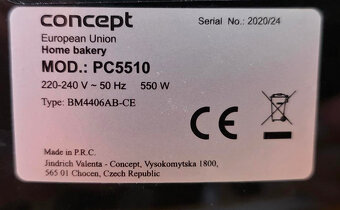 concept
Serial No.: 2020/24
European Union
Home bakery
MOD.: PC5510
220-240 V ~ 50 Hz 550 W
Type: BM4406AB-CE
CE
Made in P.R.C.
Jindrich Valenta - Concept, Vysokomytska 1800,
565 01 Chocen, Czech Republic